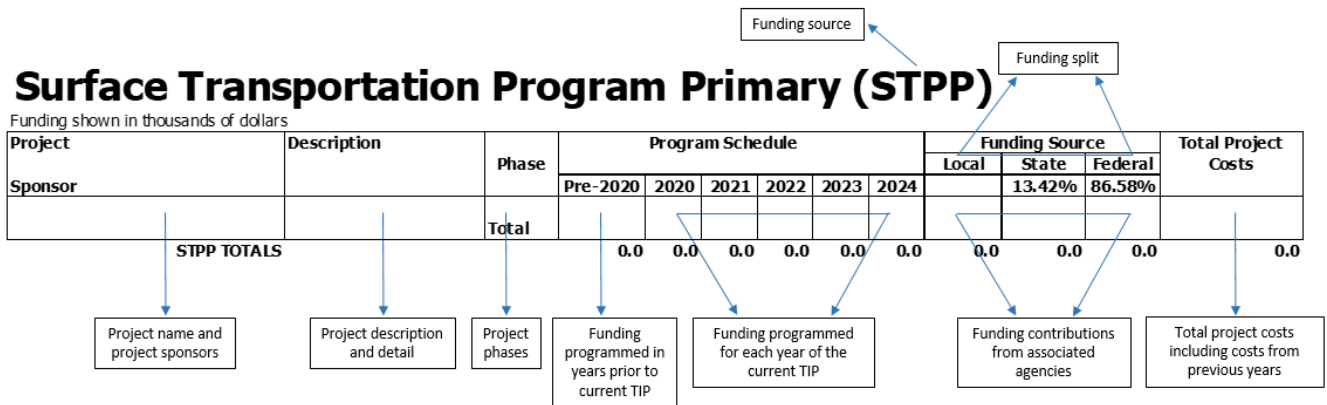 Funding source
Funding split
Surface Transportation Program Primary (STPP)
Funding shown in thousands of dollars
Project
Sponsor
Description
Phase
Program Schedule
Pre-2020 2020 2021 2022 2023 2024
Funding Source
Local State Federal
13.42% 86.58%
Total Project
Costs
Total
STPP TOTALS 0.0 0.0 0.0 0.0 0.0 0.0 0.0 0.0 0.0 0.0
Project name and
project sponsors
Project description
and detail
Project
phases
Funding
programmed in
years prior to
current TIP
Funding programmed
for each year of the
current TIP
Funding contributions
from associated
agencies
Total project costs
including costs from
previous years